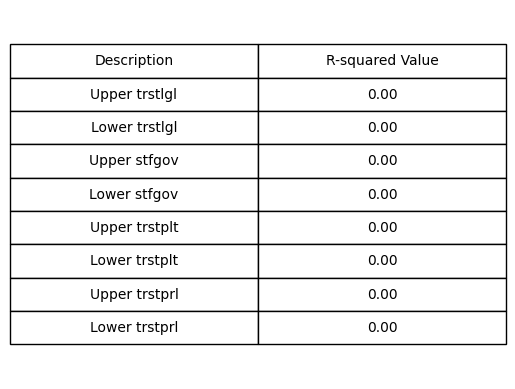 Description R-squared Value
Upper trstlgl 0.00
Lower trstlgl 0.00
Upper stfgov 0.00
Lower stfgov 0.00
Upper trstplt 0.00
Lower trstplt 0.00
Upper trstprl 0.00
Lower trstprl 0.00